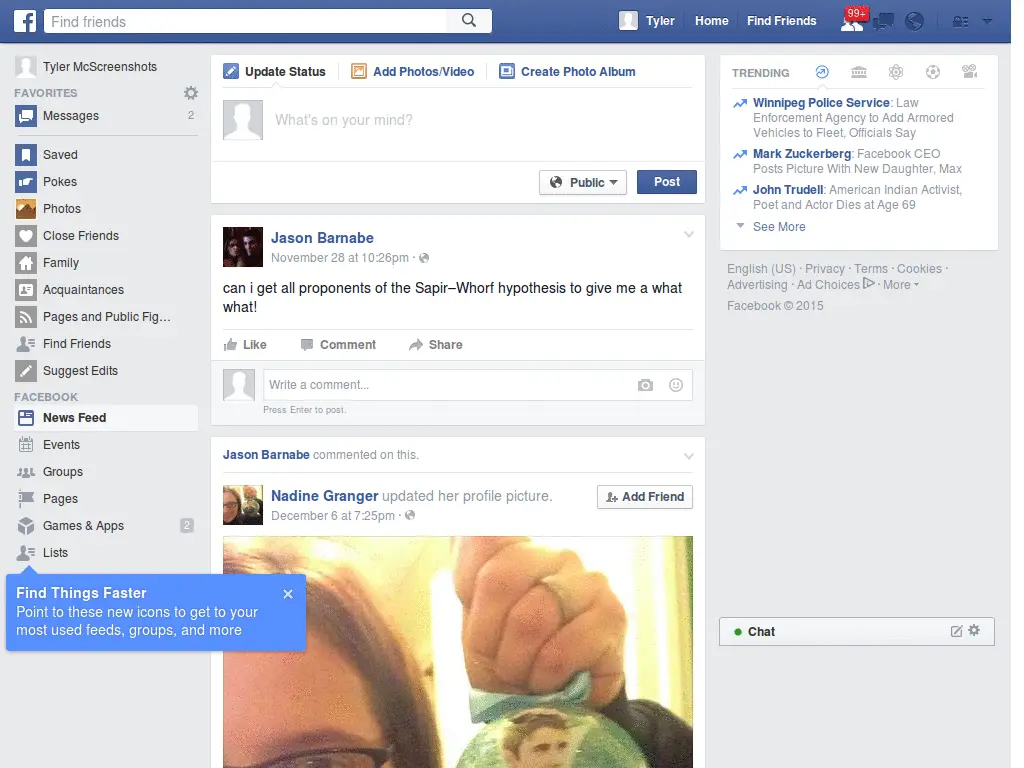 f
Find friends
Tyler
Home
Find Friends
99+
Tyler McScreenshots
FAVORITES
Messages
2
Saved
Pokes
Photos
Close Friends
Family
Acquaintances
Pages and Public Fig...
Find Friends
Suggest Edits
FACEBOOK
News Feed
Events
Groups
Pages
Games & Apps
2
Lists
Find Things Faster
Point to these new icons to get to your
most used feeds, groups, and more
Update Status
Add Photos/Video
Create Photo Album
What's on your mind?
Public
Post
Jason Barnabe
November 28 at 10:26pm ·
can i get all proponents of the Sapir–Whorf hypothesis to give me a what
what!
Like
Comment
Share
Write a comment...
Press Enter to post.
Jason Barnabe commented on this.
Nadine Granger updated her profile picture.
December 6 at 7:25pm ·
Add Friend
TRENDING
Winnipeg Police Service: Law
Enforcement Agency to Add Armored
Vehicles to Fleet, Officials Say
Mark Zuckerberg: Facebook CEO
Posts Picture With New Daughter, Max
John Trudell: American Indian Activist,
Poet and Actor Dies at Age 69
See More
English (US) · Privacy · Terms · Cookies ·
Advertising · Ad Choices · More
Facebook © 2015
Chat